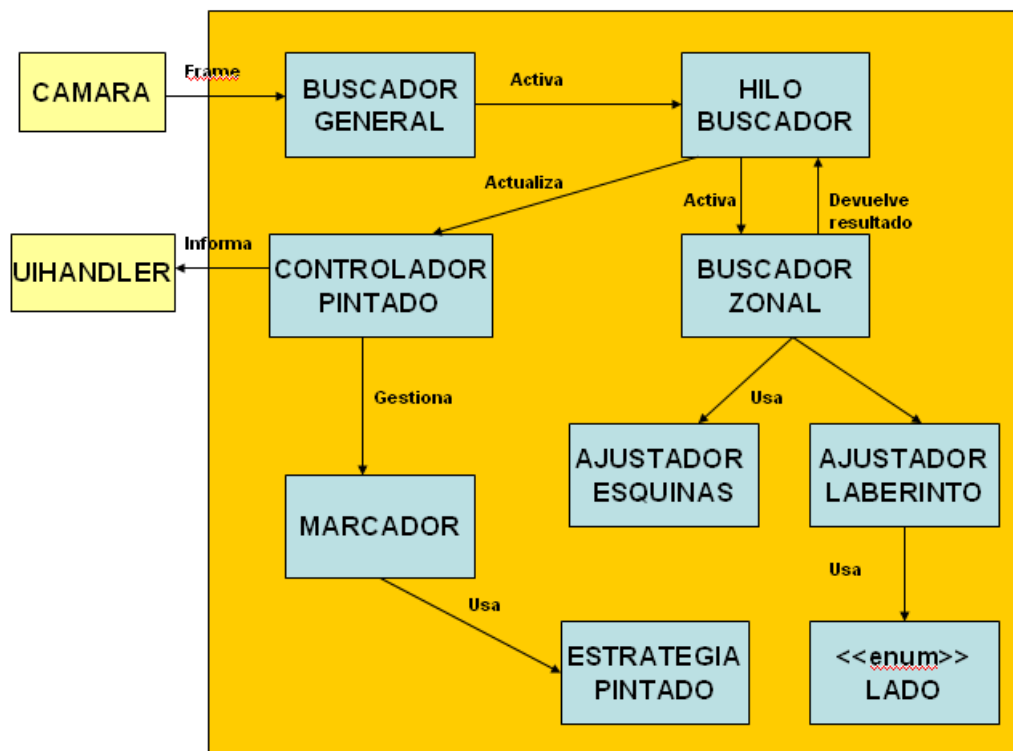 CAMARA
Frame
BUSCADOR
GENERAL
Activa
HILO
BUSCADOR
Actualiza
Activa
Devuelve
resultado
UIHANDLER
Informa
CONTROLADOR
PINTADO
BUSCADOR
ZONAL
Gestiona
Usa
AJUSTADOR
ESQUINAS
AJUSTADOR
LABERINTO
MARCADOR
Usa
Usa
ESTRATEGIA
PINTADO
<<enum>>
LADO